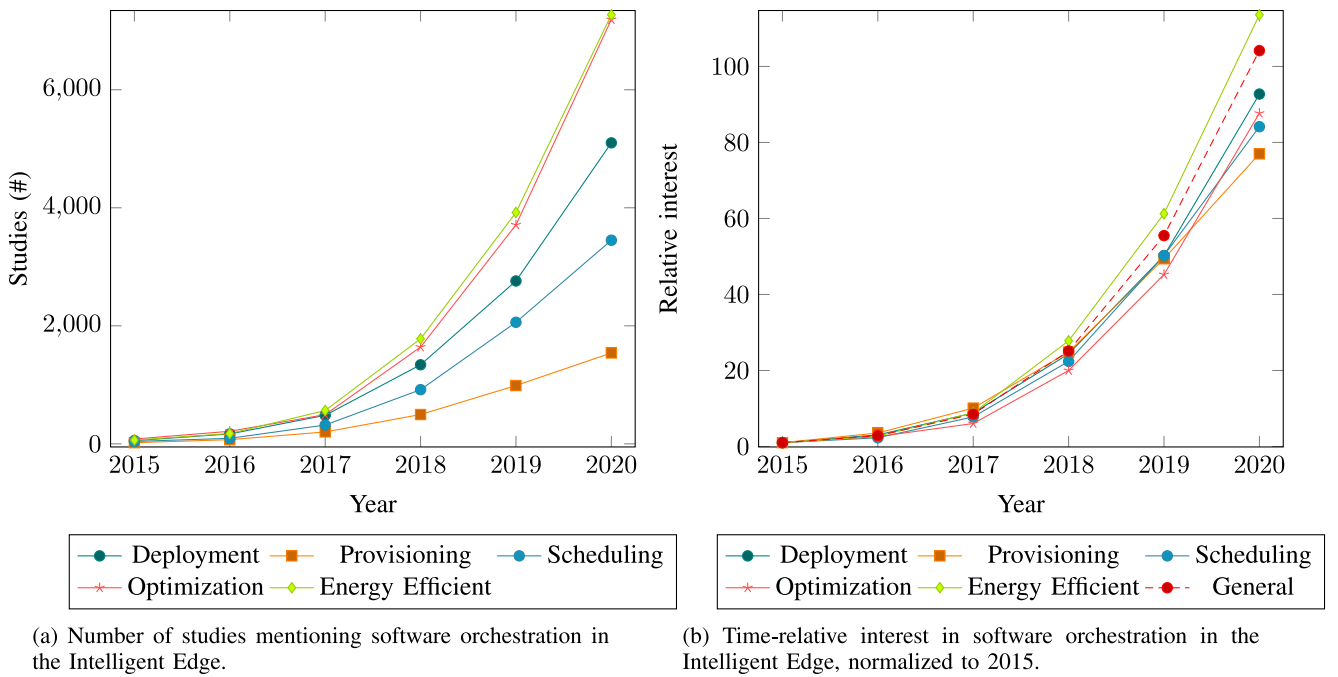 6,000
4,000
2,000
0
Studies (#)
2015 2016 2017 2018 2019 2020
Year
Deployment Provisioning Scheduling
Optimization Energy Efficient
(a) Number of studies mentioning software orchestration in
the Intelligent Edge.
100
80
60
40
20
0
Relative interest
2015 2016 2017 2018 2019 2020
Year
Deployment Provisioning Scheduling
Optimization Energy Efficient General
(b) Time-relative interest in software orchestration in the
Intelligent Edge, normalized to 2015.